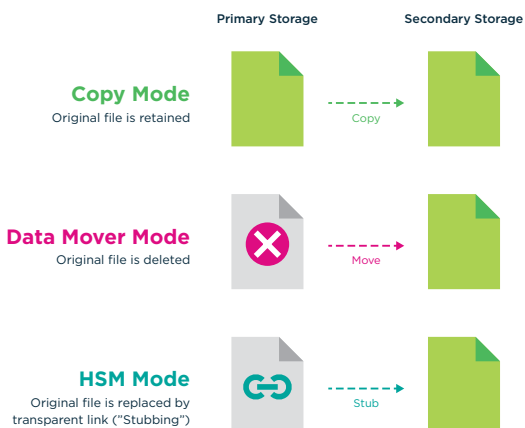 Primary Storage
Secondary Storage
Copy Mode
Original file is retained
Copy
Data Mover Mode
Original file is deleted
Move
HSM Mode
Original file is replaced by
transparent link ("Stubbing")
Stub